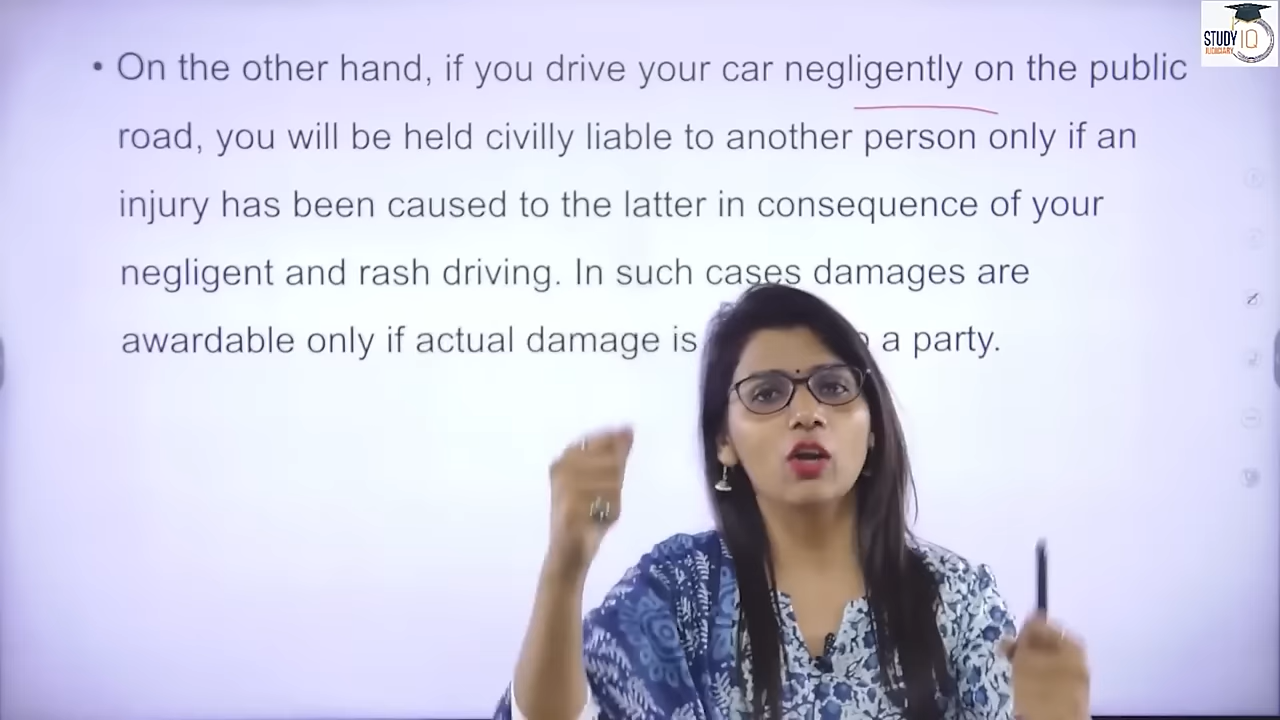 • On the other hand, if you drive your car negligently on the public
road, you will be held civilly liable to another person only if an
injury has been caused to the latter in consequence of your
negligent and rash driving. In such cases damages are
awardable only if actual damage is a party.
STUDY IQ
JUDICIARY